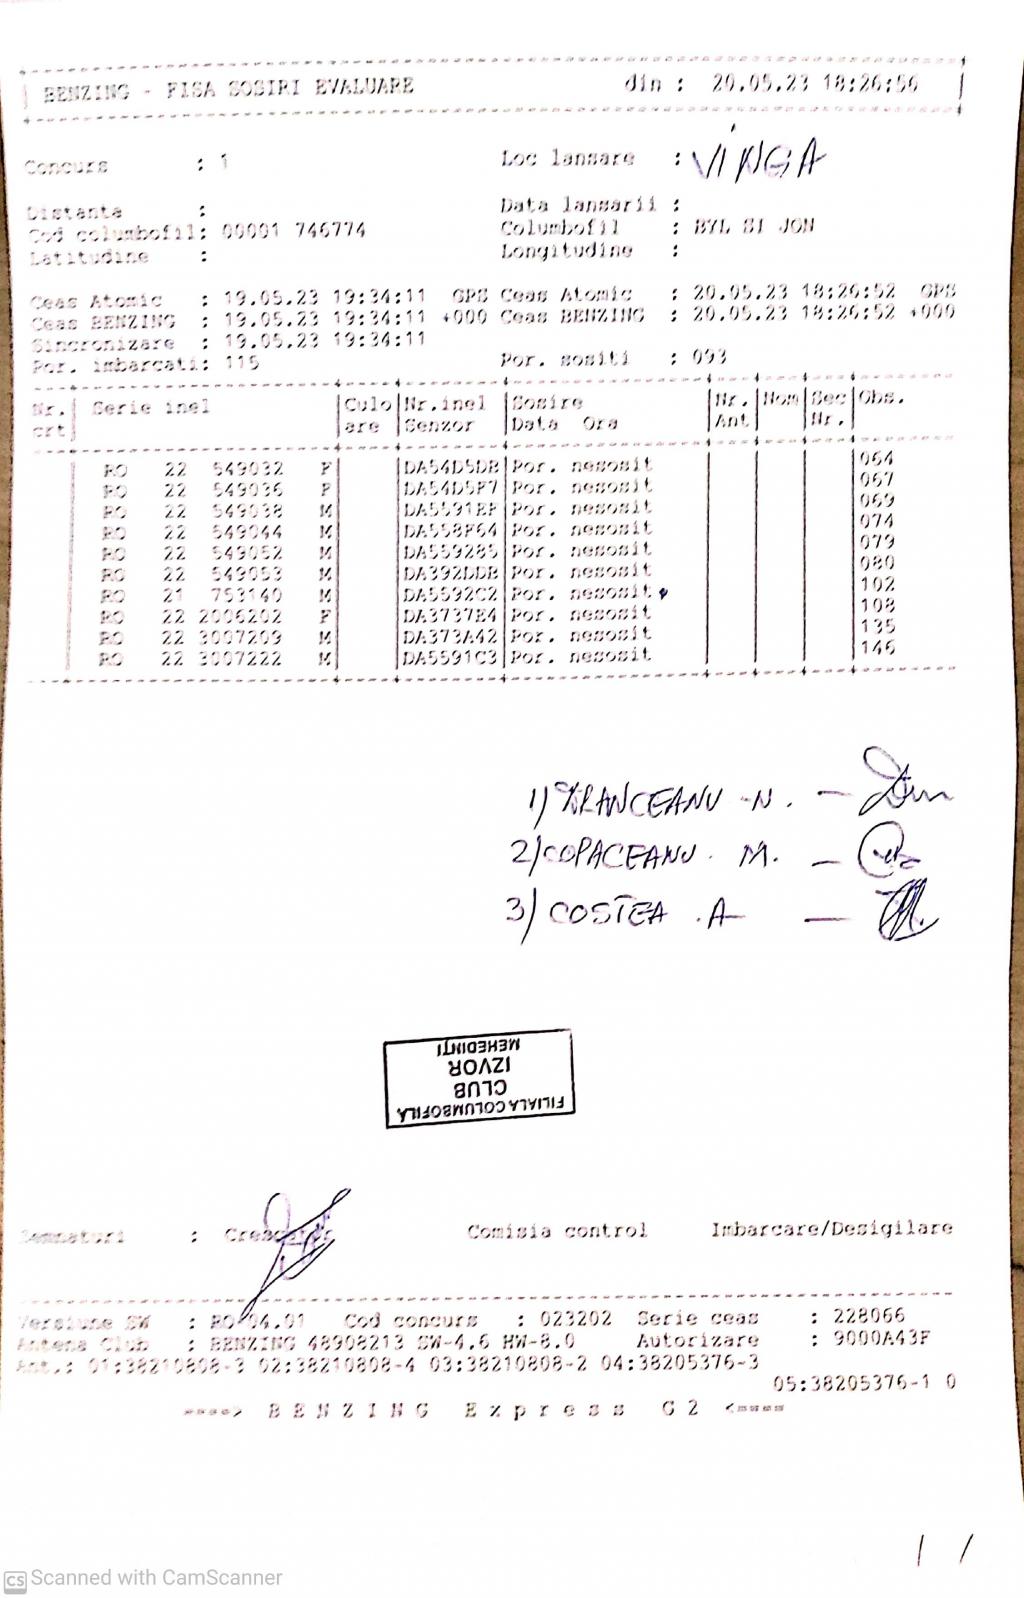 BENZING - FISA SOSIRI EVALUARE din : 20.05.23 18:26:56
Concurs : 1 Loc lansare : VINGA
Distanta : Data lansarii :
Cod columbofil: 00001 746774 Columbofil : BYL SI JON
Latitudine : Longitudine :
Ceas Atomic : 19.05.23 19:34:11 GPS Ceas Atomic : 20.05.23 18:26:52 GPS
Ceas BENZING : 19.05.23 19:34:11 +000 Ceas BENZING : 20.05.23 18:26:52 +000
Sincronizare : 19.05.23 19:34:11
Por. imbarcati: 115 Por. sositi : 093
Nr. Serie inel Culo Nr.inel Sosire Nr. Nom Sec Obs.
crt are Senzor Data Ora Ant Nr.
RO 22 549032 F DA54D5DB Por. nesosit 064
RO 22 549036 F DA54D5F7 Por. nesosit 067
RO 22 549038 M DA5591EF Por. nesosit 069
RO 22 549044 M DA558F64 Por. nesosit 074
RO 22 549052 M DA559285 Por. nesosit 079
RO 22 549053 M DA392DDB Por. nesosit 080
RO 21 753140 M DA5592C2 Por. nesosit 102
RO 22 2006202 F DA3737E4 Por. nesosit 108
RO 22 3007209 M DA373A42 Por. nesosit 135
RO 22 3007222 M DA5591C3 Por. nesosit 146
1) N. -
2) COPACEANU. M. -
3) COSTEA .A -
FILIALA COLUMBOFILĂ
CLUB
IZVOR
MEHEDINȚI
Semnaturi : Crescator Comisia control Imbarcare/Desigilare
Versiune SW : RO 04.01 Cod concurs : 023202 Serie ceas : 228066
Antena Club : BENZING 48908213 SW-4.6 HW-8.0 Autorizare : 9000A43F
Ant.: 01:38210808-3 02:38210808-4 03:38210808-2 04:38205376-3
05:38205376-1 0
====> B E N Z I N G E x p r e s s G 2 <====
1 /
CS Scanned with CamScanner